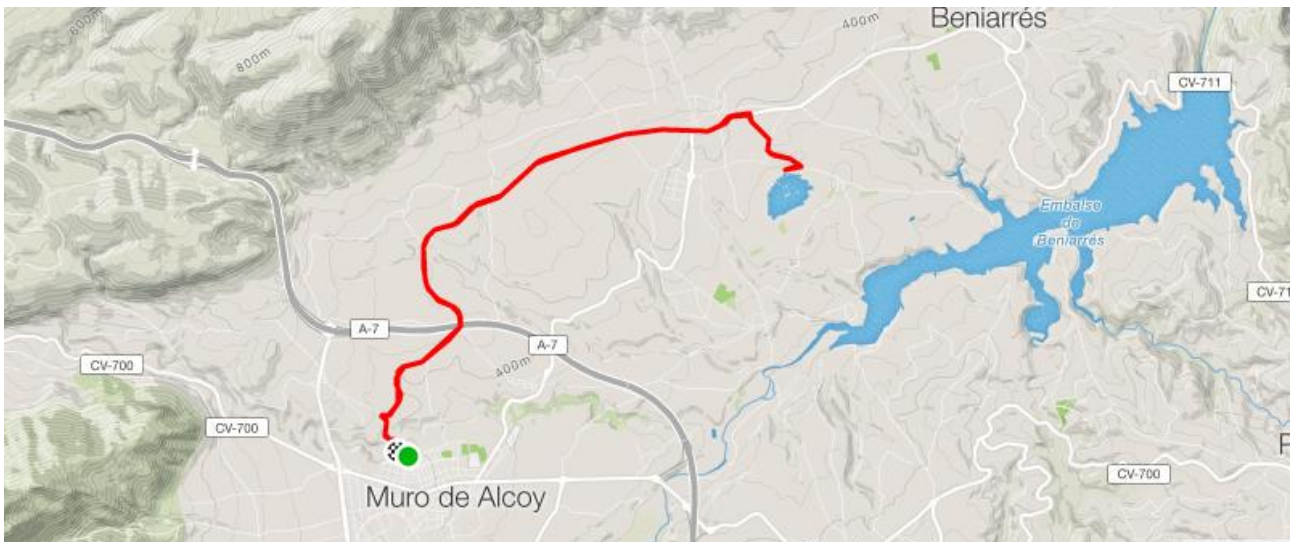 Beniarrés
400m
600m
800m
CV-711
Embalse
de
Beniarrés
CV-71
A-7
A-7
400m
CV-700
CV-700
CV-700
P
Muro de Alcoy